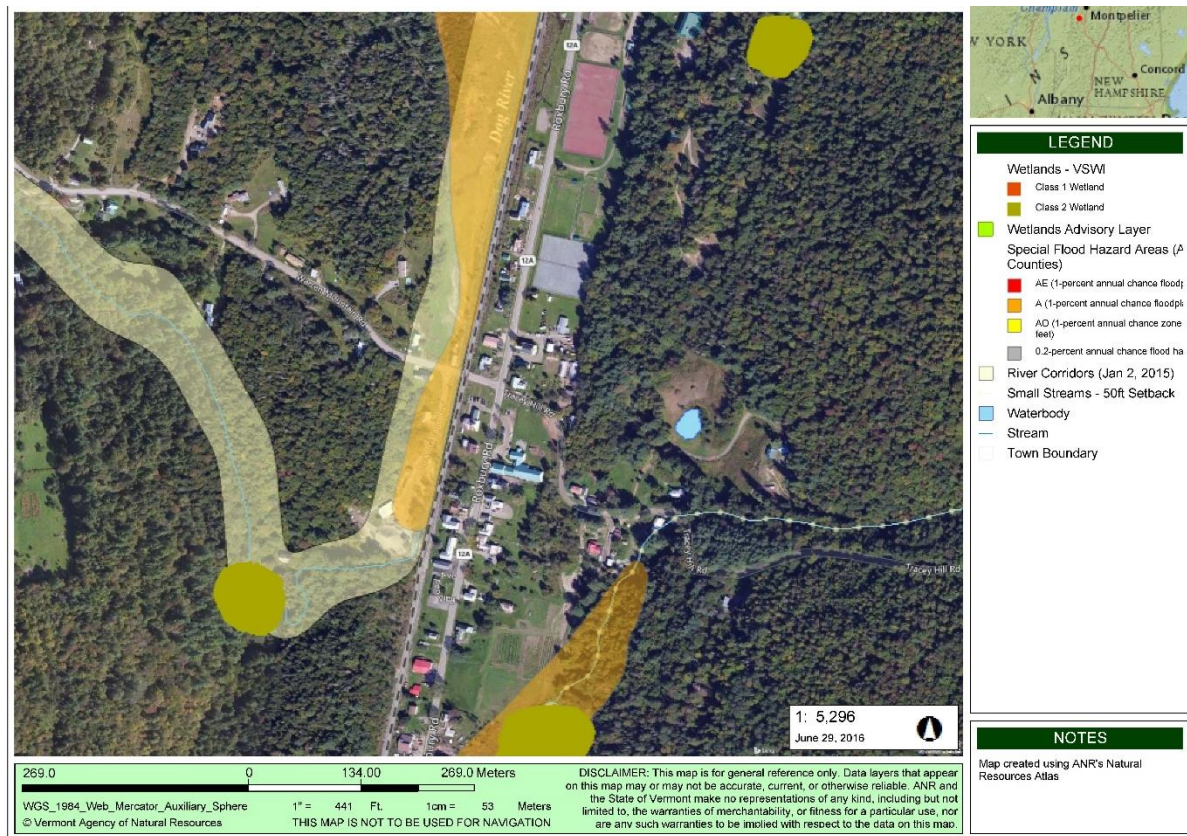 12A
Roxbury Rd
Dog River
12A
Tracey Hill Rd
Roxbury Rd
12A
Tracey Hill Rd
Tracey Hill Rd
1: 5,296
June 29, 2016
Montpelier
W YORK
NEW
HAMPSHIRE
Concord
Albany
LEGEND
Wetlands - VSWI
Class 1 Wetland
Class 2 Wetland
Wetlands Advisory Layer
Special Flood Hazard Areas (A
Counties)
AE (1-percent annual chance floodp
A (1-percent annual chance floodpl
AO (1-percent annual chance zone
feet)
0.2-percent annual chance flood ha
River Corridors (Jan 2, 2015)
Small Streams - 50ft Setback
Waterbody
Stream
Town Boundary
NOTES
Map created using ANR's Natural
Resources Atlas
269.0 0 134.00 269.0 Meters
WGS_1984_Web_Mercator_Auxiliary_Sphere 1" = 441 Ft. 1cm = 53 Meters
© Vermont Agency of Natural Resources THIS MAP IS NOT TO BE USED FOR NAVIGATION
DISCLAIMER: This map is for general reference only. Data layers that appear
on this map may or may not be accurate, current, or otherwise reliable. ANR and
the State of Vermont make no representations of any kind, including but not
limited to, the warranties of merchantability, or fitness for a particular use, nor
are any such warranties to be implied with respect to the data on this map.